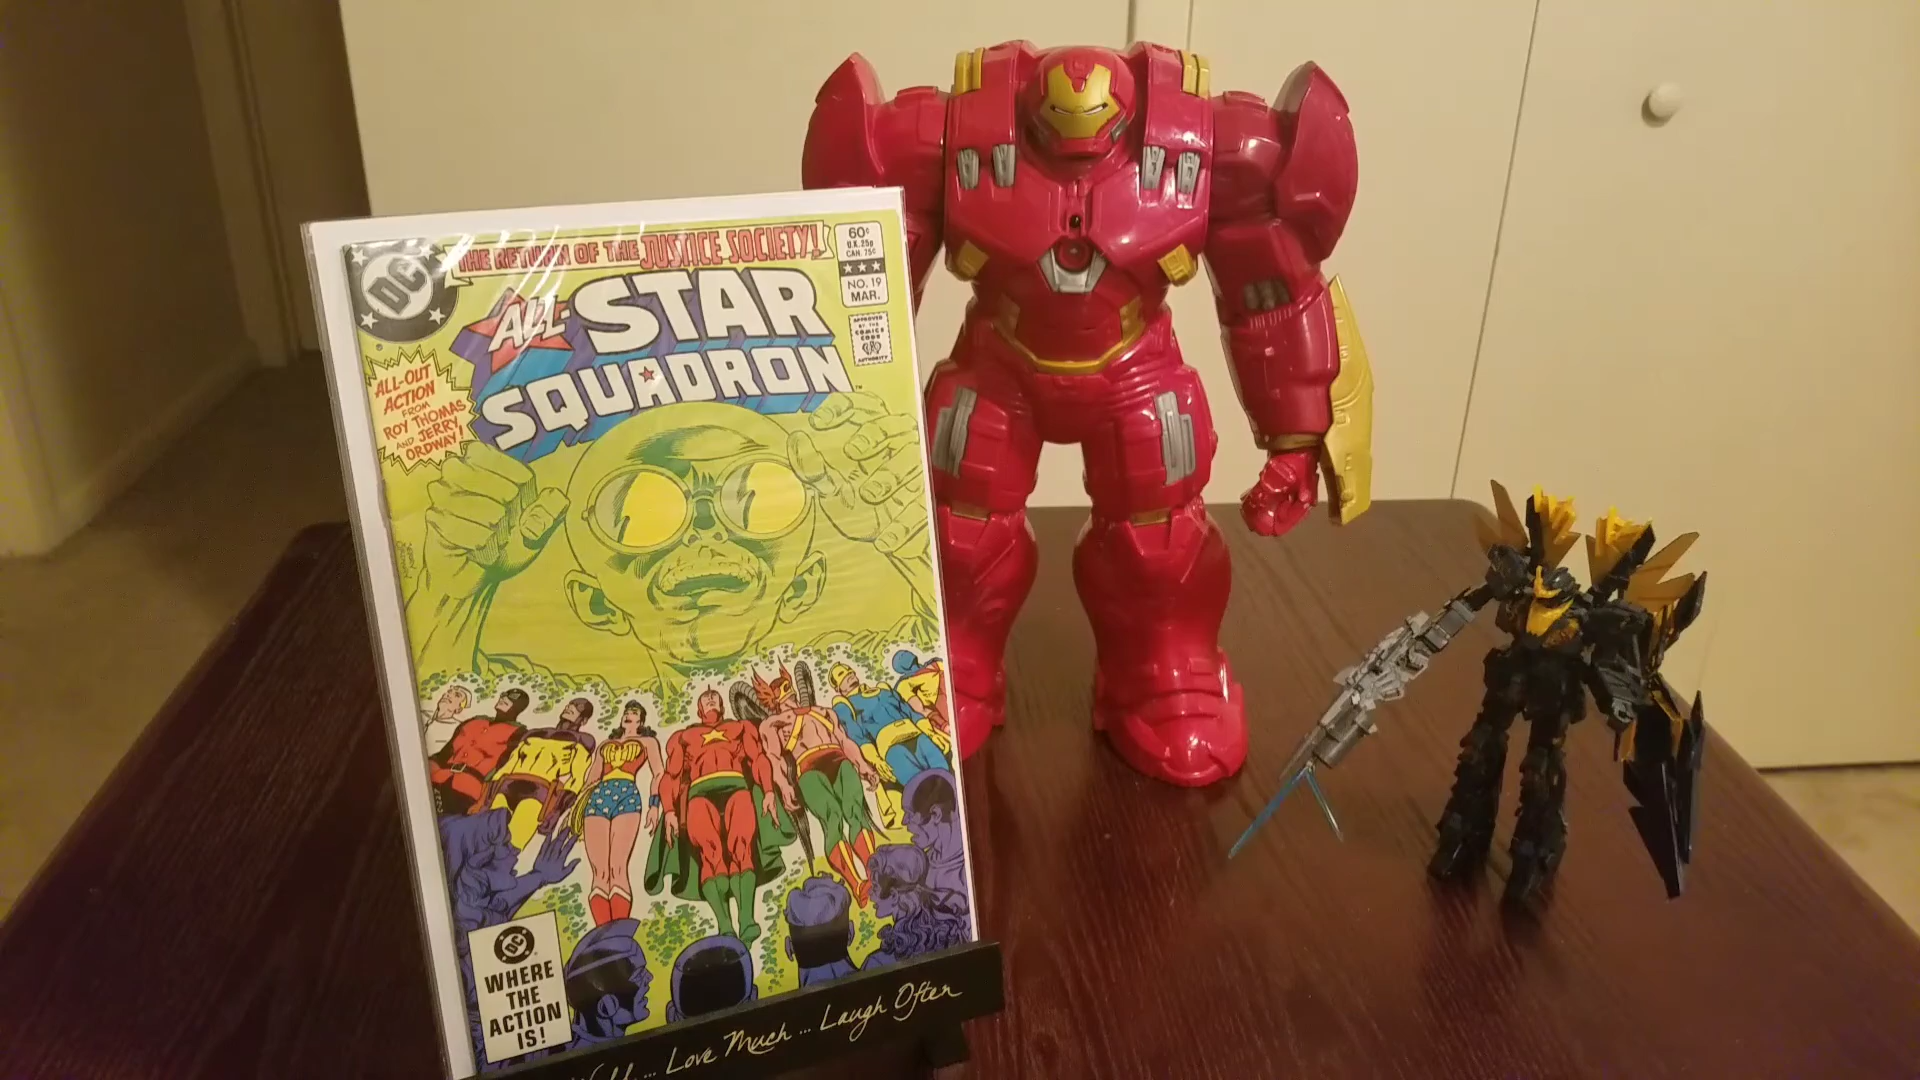 THE RETURN OF THE JUSTICE SOCIETY!
DC
ALL-STAR
SQUADRON
™
60¢
U.K. 25p
CAN. 75¢
NO. 19
MAR.
APPROVED
BY THE
COMICS
CODE
AUTHORITY
®
ALL-OUT
ACTION
FROM
ROY THOMAS
AND JERRY
ORDWAY!
DC
WHERE
THE
ACTION
IS!
... Love Much ... Laugh Often